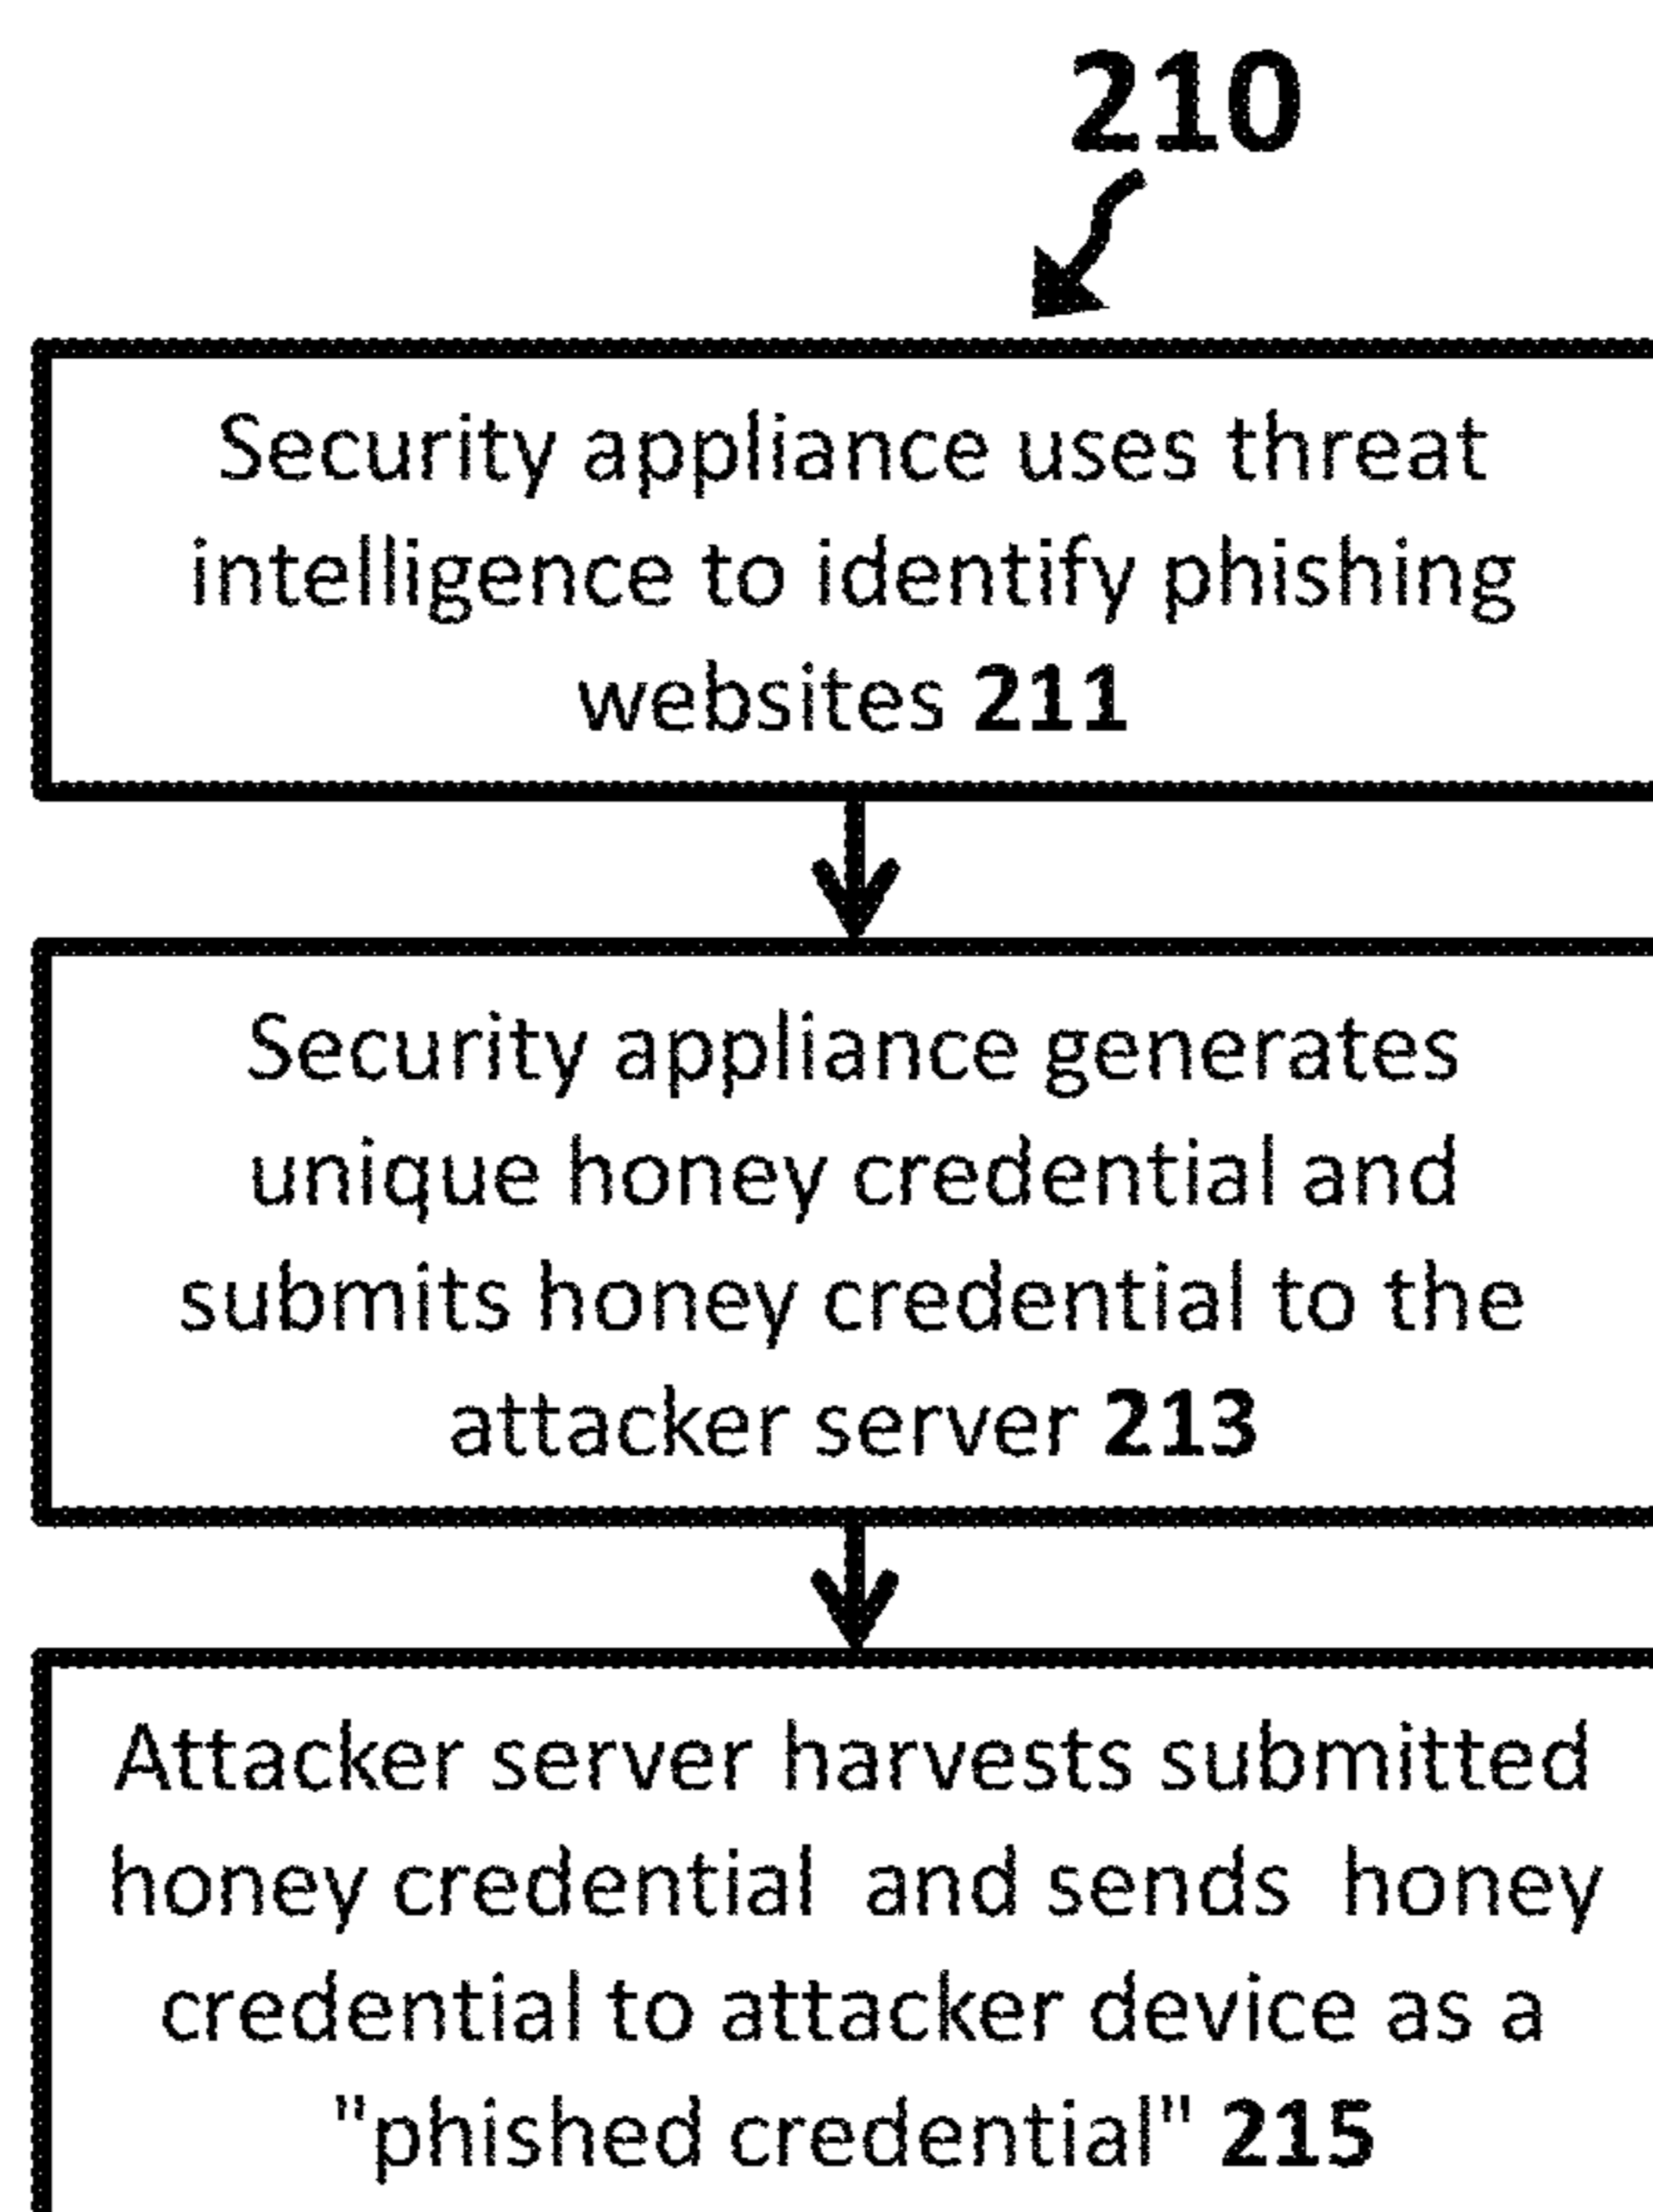 210
Security appliance uses threat
intelligence to identify phishing
websites 211
Security appliance generates
unique honey credential and
submits honey credential to the
attacker server 213
Attacker server harvests submitted
honey credential and sends honey
credential to attacker device as a
"phished credential" 215